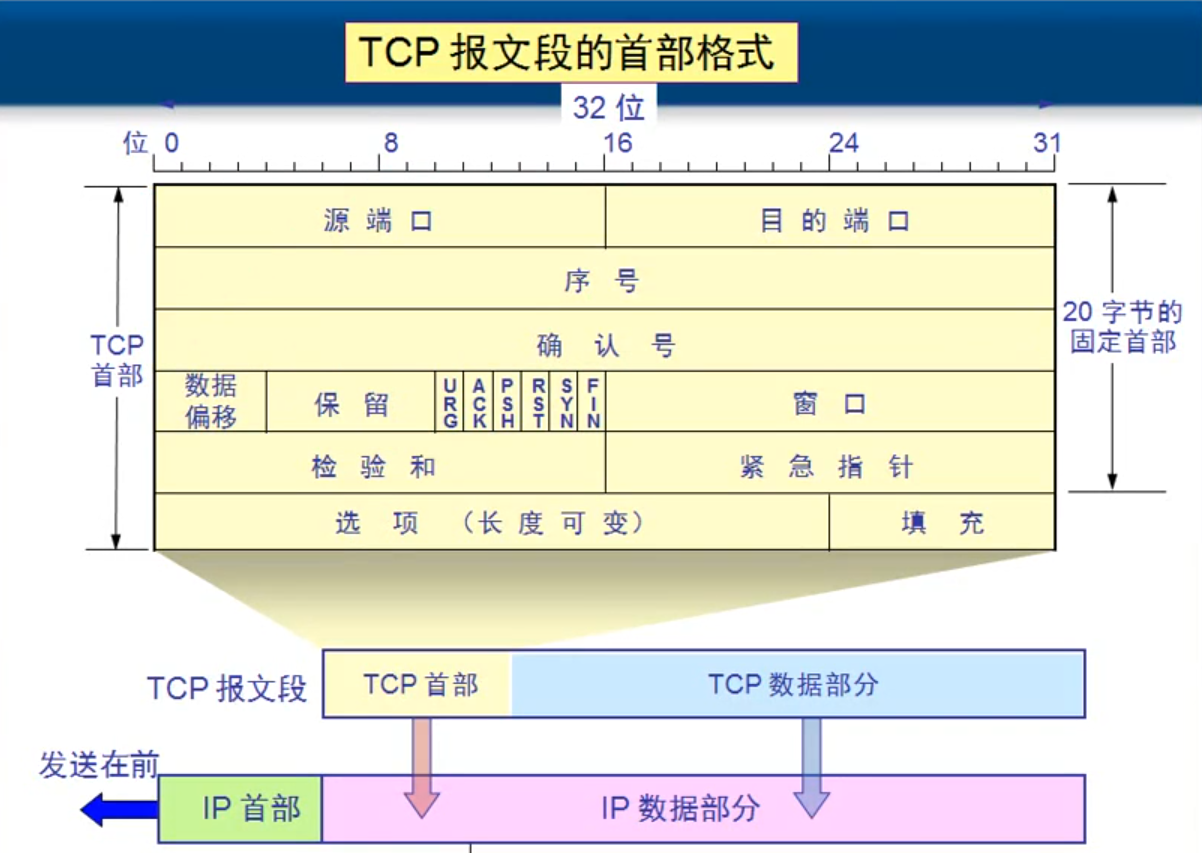 TCP 报文段的首部格式
32 位
位 0 8 16 24 31
源 端 口 目 的 端 口
序 号
确 认 号
20 字节的
固定首部
TCP
首部
数据
偏移
保 留
URG
ACK
PSH
RST
SYN
FIN
窗 口
检 验 和 紧 急 指 针
选 项 （长 度 可 变） 填 充
TCP 报文段 TCP 首部 TCP 数据部分
发送在前
IP 首部 IP 数据部分